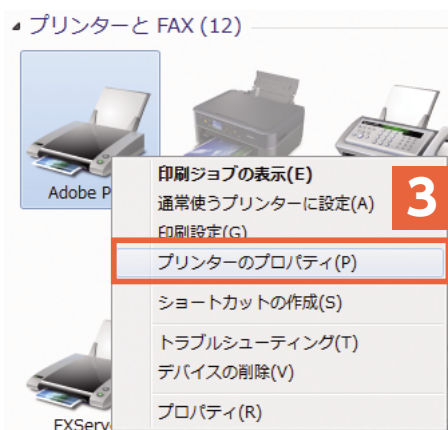 プリンターと FAX (12)
Adobe P
印刷ジョブの表示(E)
通常使うプリンターに設定(A)
3
印刷設定(G)
プリンターのプロパティ(P)
ショートカットの作成(S)
トラブルシューティング(T)
デバイスの削除(V)
プロパティ(R)
FXServ